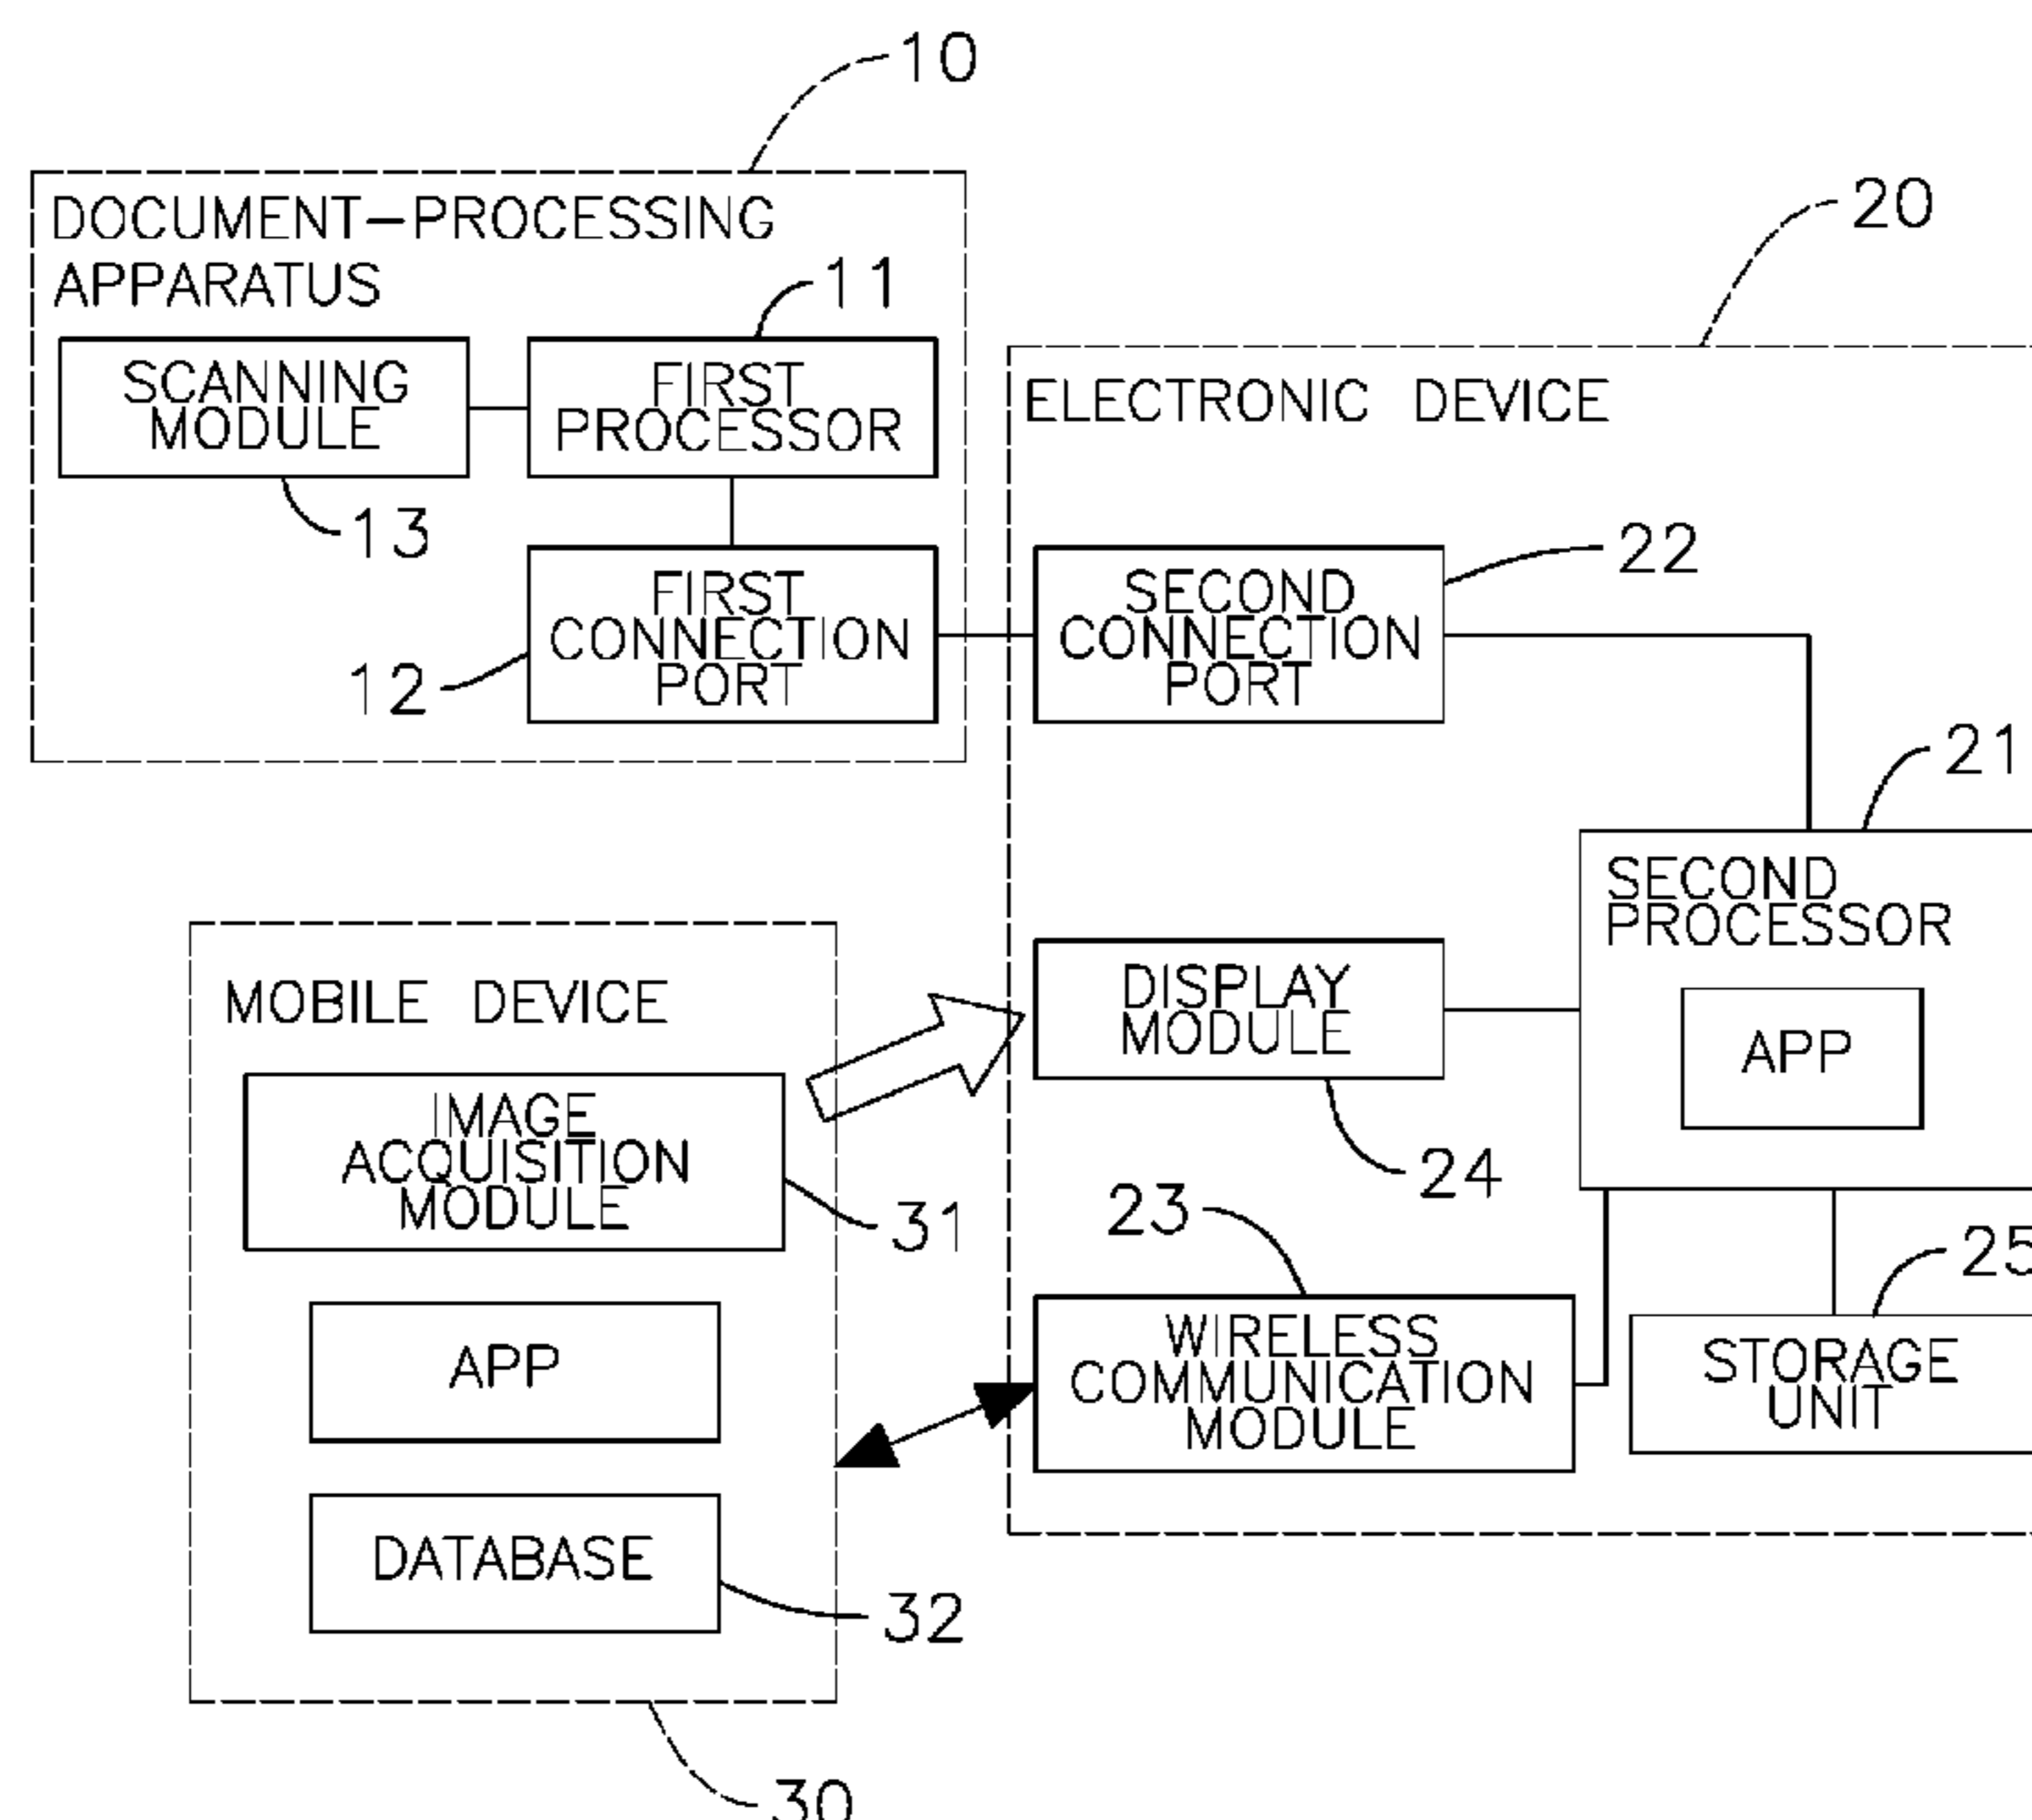 10
DOCUMENT-PROCESSING
APPARATUS
11
SCANNING
MODULE
13
FIRST
PROCESSOR
FIRST
CONNECTION
PORT
12
20
ELECTRONIC DEVICE
SECOND
CONNECTION
PORT
22
21
SECOND
PROCESSOR
APP
DISPLAY
MODULE
24
23
WIRELESS
COMMUNICATION
MODULE
25
STORAGE
UNIT
MOBILE DEVICE
IMAGE
ACQUISITION
MODULE
31
APP
DATABASE
32
30